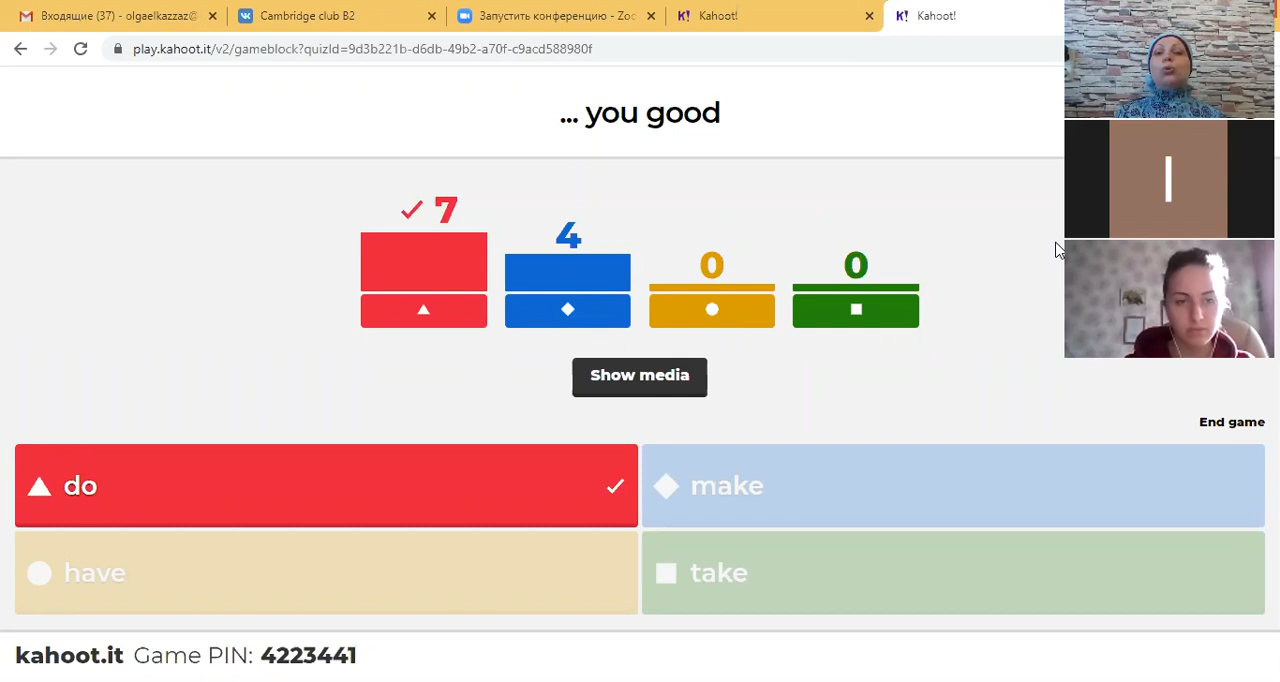 Входящие (37) - olgaelkazzaz@
Cambridge club B2
Запустить конференцию - Zoo
K! Kahoot!
K! Kahoot!
play.kahoot.it/v2/gameblock?quizId=9d3b221b-d6db-49b2-a70f-c9acd588980f
... you good
7
4
0
0
I
Show media
End game
do
make
have
take
kahoot.it Game PIN: 4223441